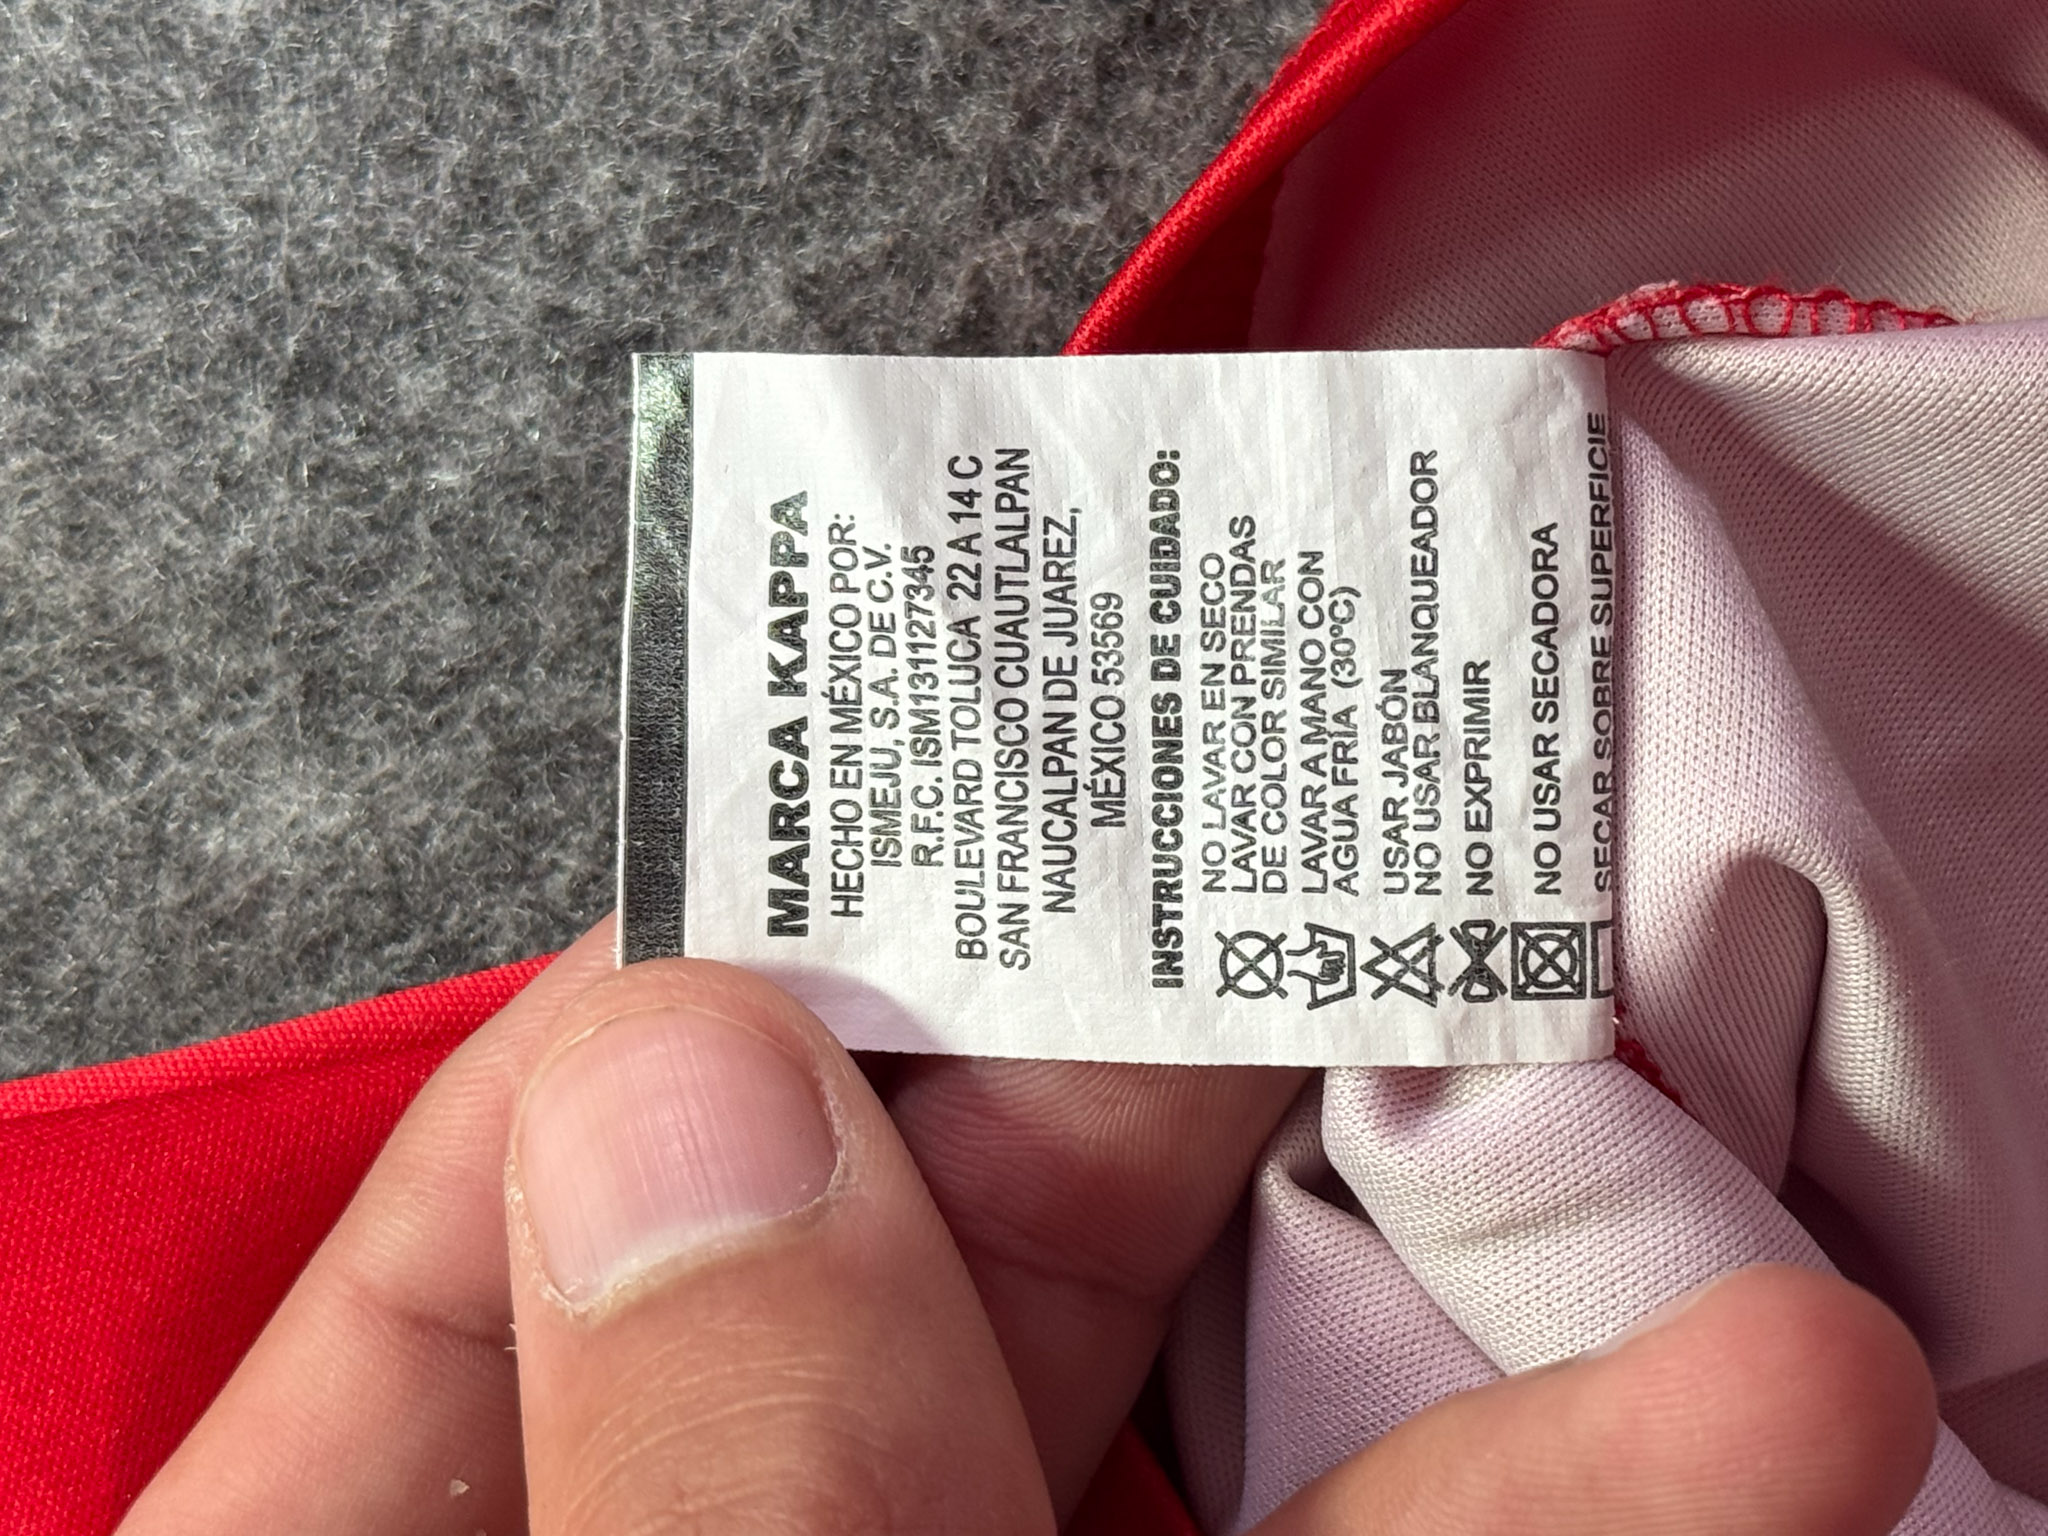 MARCA KAPPA
HECHO EN MÉXICO POR:
ISMEJU, S.A. DE C.V.
R.F.C. ISM131127345
BOULEVARD TOLUCA 22 A 14 C
SAN FRANCISCO CUAUTLALPAN
NAUCALPAN DE JUAREZ,
MÉXICO 53569
INSTRUCCIONES DE CUIDADO:
NO LAVAR EN SECO
LAVAR CON PRENDAS
DE COLOR SIMILAR
LAVAR A MANO CON
AGUA FRÍA (30ºC)
USAR JABÓN
NO USAR BLANQUEADOR
NO EXPRIMIR
NO USAR SECADORA
SECAR SOBRE SUPERFICIE